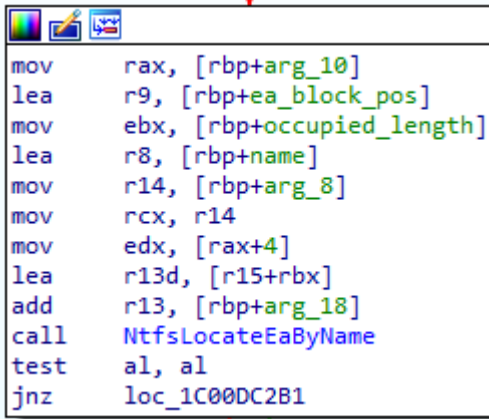 mov rax, [rbp+arg_10]
lea r9, [rbp+ea_block_pos]
mov ebx, [rbp+occupied_length]
lea r8, [rbp+name]
mov r14, [rbp+arg_8]
mov rcx, r14
mov edx, [rax+4]
lea r13d, [r15+rbx]
add r13, [rbp+arg_18]
call NtfsLocateEaByName
test al, al
jnz loc_1C00DC2B1